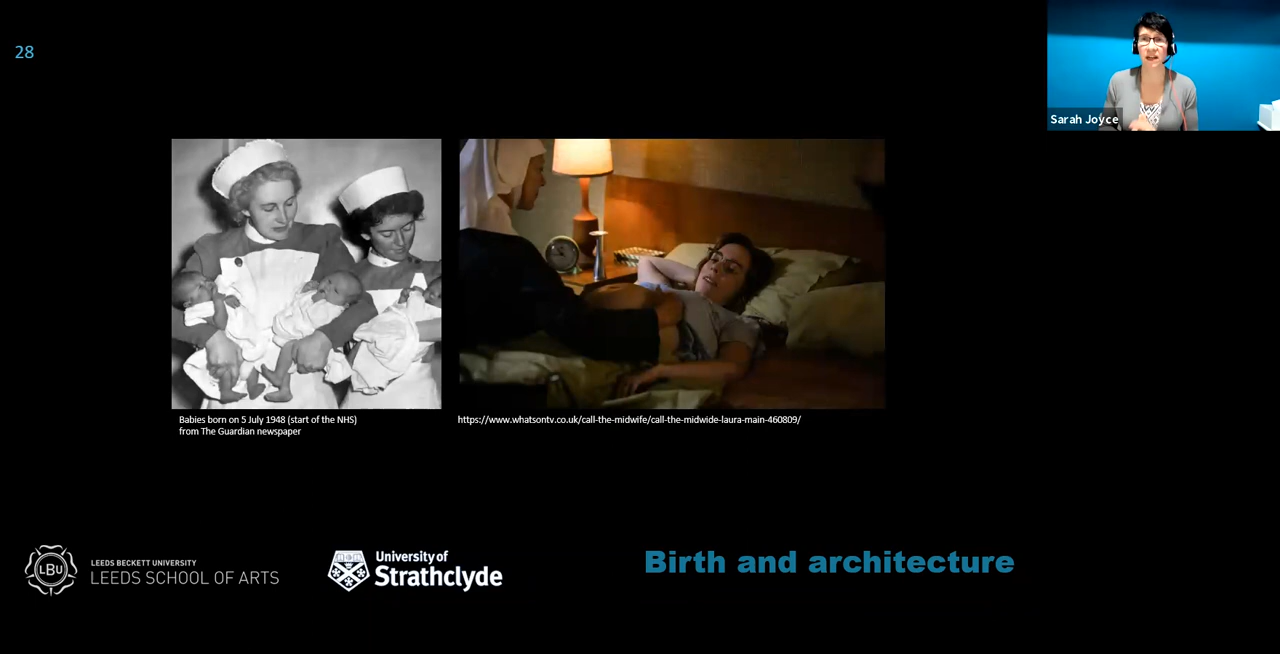 28
Sarah Joyce
Babies born on 5 July 1948 (start of the NHS)
from The Guardian newspaper
https://www.whatsontv.co.uk/call-the-midwife/call-the-midwide-laura-main-460809/
LBU
LEEDS BECKETT UNIVERSITY
LEEDS SCHOOL OF ARTS
University of
Strathclyde
Birth and architecture